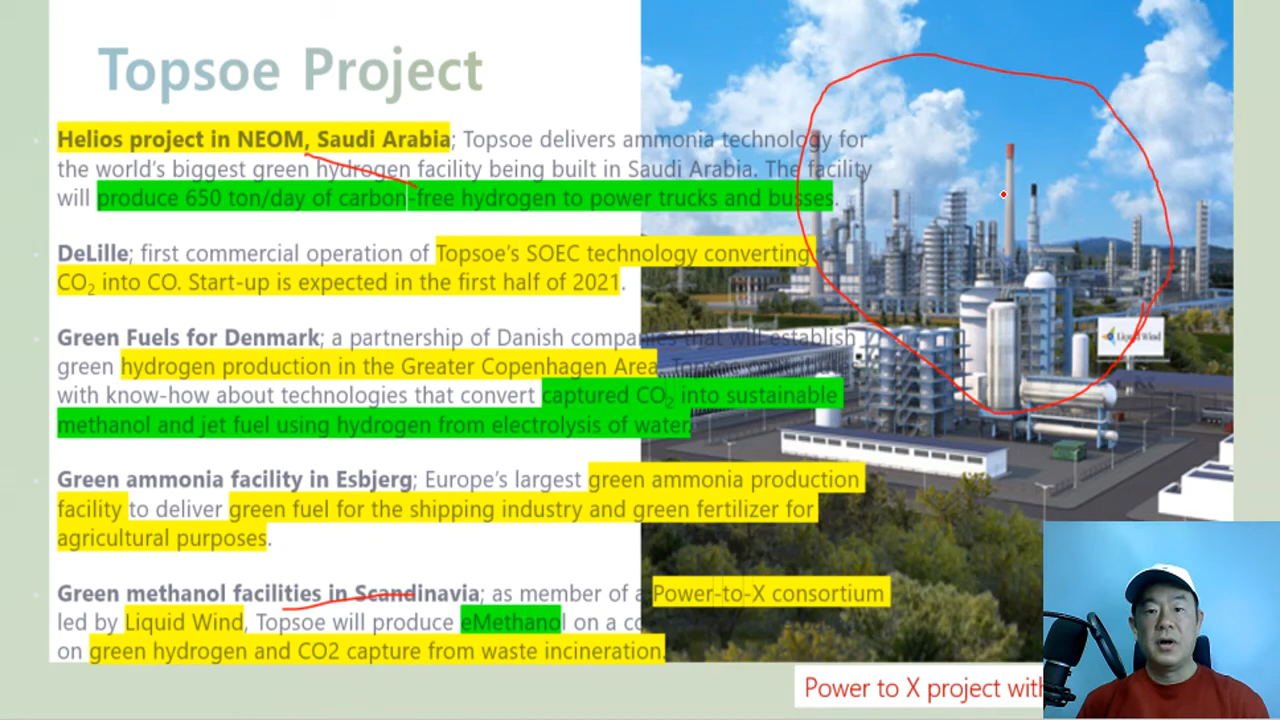 Topsoe Project
Helios project in NEOM, Saudi Arabia; Topsoe delivers ammonia technology for
the world's biggest green hydrogen facility being built in Saudi Arabia. The facility
will produce 650 ton/day of carbon-free hydrogen to power trucks and busses.
DeLille; first commercial operation of Topsoe's SOEC technology converting
CO₂ into CO. Start-up is expected in the first half of 2021.
Green Fuels for Denmark; a partnership of Danish companies that will establish
green hydrogen production in the Greater Copenhagen Area.
with know-how about technologies that convert captured CO₂ into sustainable
methanol and jet fuel using hydrogen from electrolysis of water.
Green ammonia facility in Esbjerg; Europe's largest green ammonia production
facility to deliver green fuel for the shipping industry and green fertilizer for
agricultural purposes.
Green methanol facilities in Scandinavia; as member of a Power-to-X consortium
led by Liquid Wind, Topsoe will produce eMethanol on a
on green hydrogen and CO2 capture from waste incineration.
Liquid Wind
Power to X project with